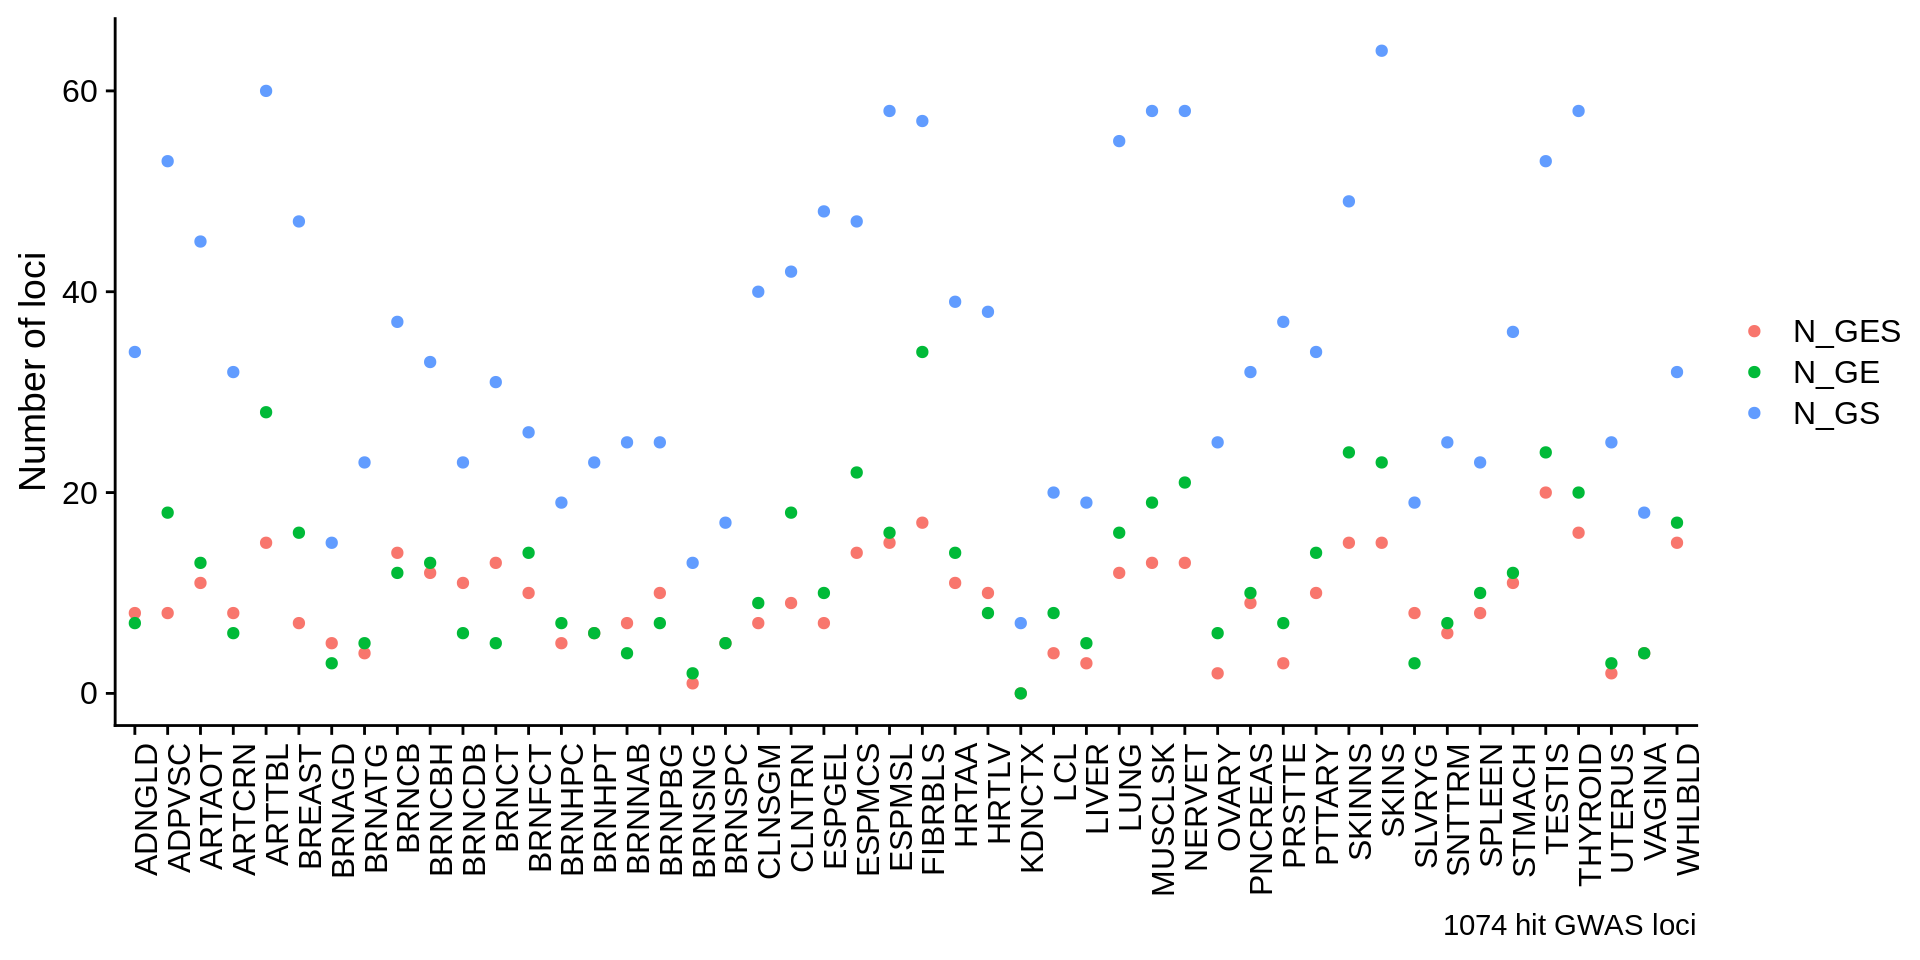 Number of loci
60
40
20
0
ADNGLD
ADPVSC
ARTAOT
ARTCRN
ARTTBL
BREAST
BRNAGD
BRNATG
BRNCB
BRNCBH
BRNCDB
BRNCT
BRNFCT
BRNHPC
BRNHPT
BRNNAB
BRNPBG
BRNSNG
BRNSPC
CLNSGM
CLNTRN
ESPGEL
ESPMCS
ESPMSL
FIBRBLS
HRTAA
HRTLV
KDNCTX
LCL
LIVER
LUNG
MUSCLSK
NERVET
OVARY
PNCREAS
PRSTTE
PTTARY
SKINNS
SKINS
SLVRYG
SNTTRM
SPLEEN
STMACH
TESTIS
THYROID
UTERUS
VAGINA
WHLBLD
N_GES
N_GE
N_GS
1074 hit GWAS loci